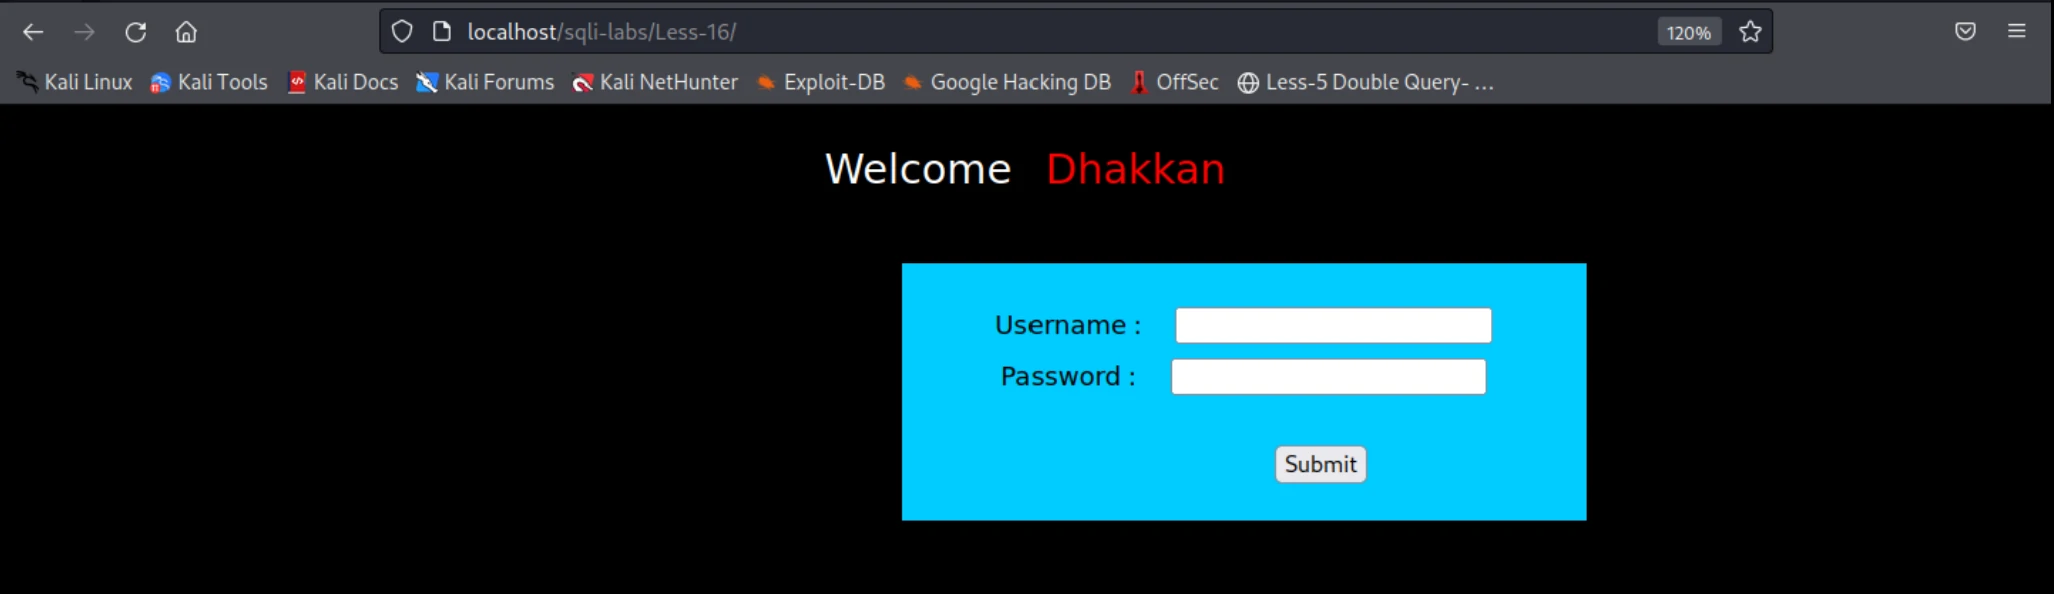 localhost/sqli-labs/Less-16/ 120%
Kali Linux Kali Tools Kali Docs Kali Forums Kali NetHunter Exploit-DB Google Hacking DB OffSec Less-5 Double Query- ...
Welcome Dhakkan
Username :
Password :
Submit